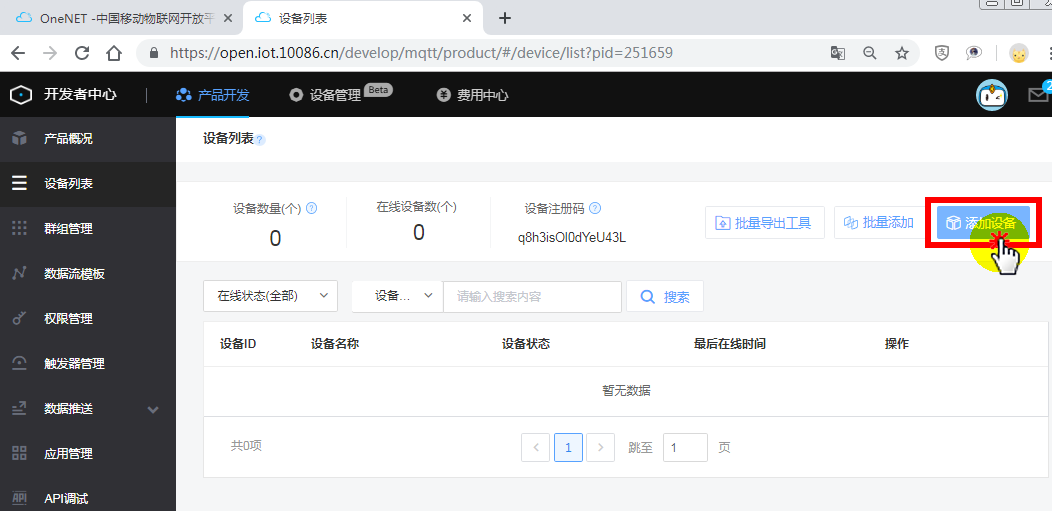 OneNET -中国移动物联网开放平
设备列表
https://open.iot.10086.cn/develop/mqtt/product/#/device/list?pid=251659
开发者中心
产品开发
设备管理 Beta
费用中心
2
产品概况
设备列表
群组管理
数据流模板
权限管理
触发器管理
数据推送
应用管理
API API调试
设备列表 ?
设备数量(个) ?
0
在线设备数(个)
0
设备注册码 ?
批量导出工具
批量添加
添加设备
在线状态(全部)
设备...
请输入搜索内容
搜索
设备ID 设备名称 设备状态 最后在线时间 操作
暂无数据
共0项
< 1 > 跳至 1 页